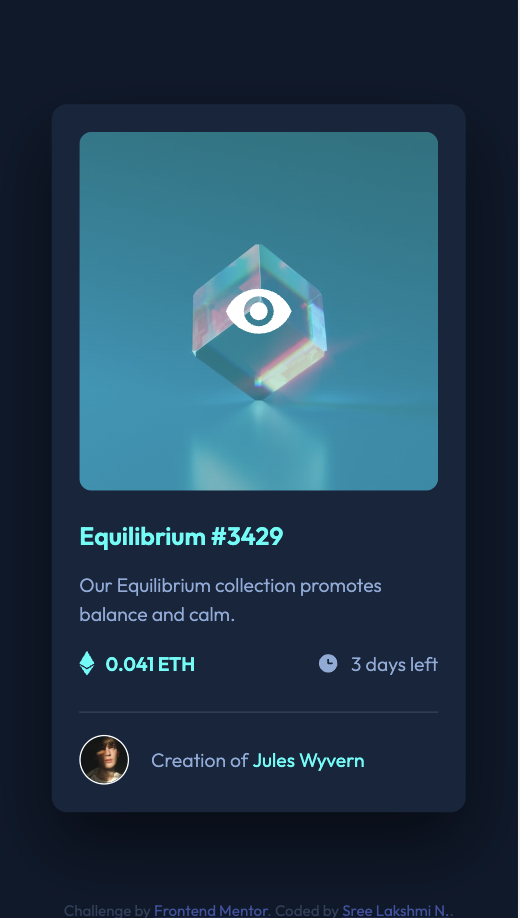 Equilibrium #3429
Our Equilibrium collection promotes
balance and calm.
0.041 ETH
3 days left
Creation of Jules Wyvern
Challenge by Frontend Mentor. Coded by Sree Lakshmi N..